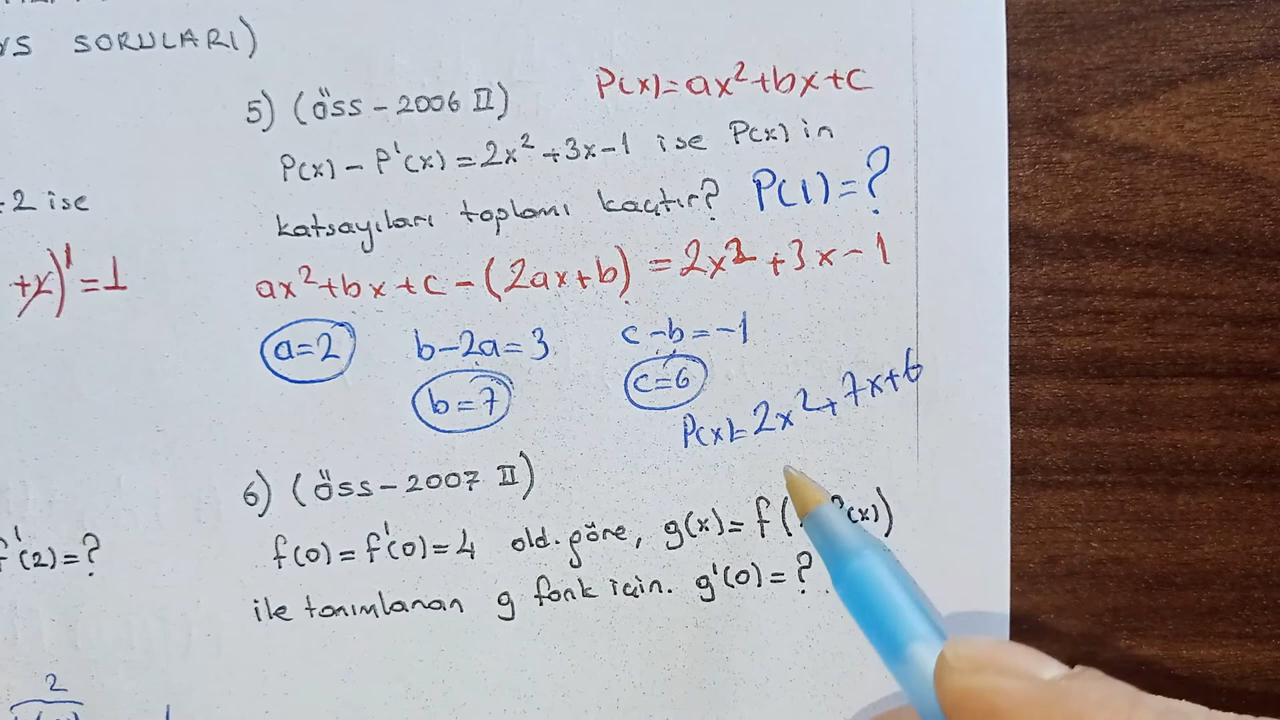 SORULARI)
5) (öss - 2006 II)
P(x) = ax² + bx + c
P(x) - P'(x) = 2x² + 3x - 1 ise P(x) in
katsayıları toplamı kaçtır? P(1) = ?
ax² + bx + c - (2ax + b) = 2x² + 3x - 1
a = 2 b - 2a = 3 c - b = -1
b = 7 c = 6
P(x) = 2x² + 7x + 6
6) (öss - 2007 II)
f(0) = f'(0) = 4 old. göre, g(x) = f( (x))
ile tanımlanan g fonk için. g'(0) = ?
2 ise
+x)' = 1
'(2) = ?
2